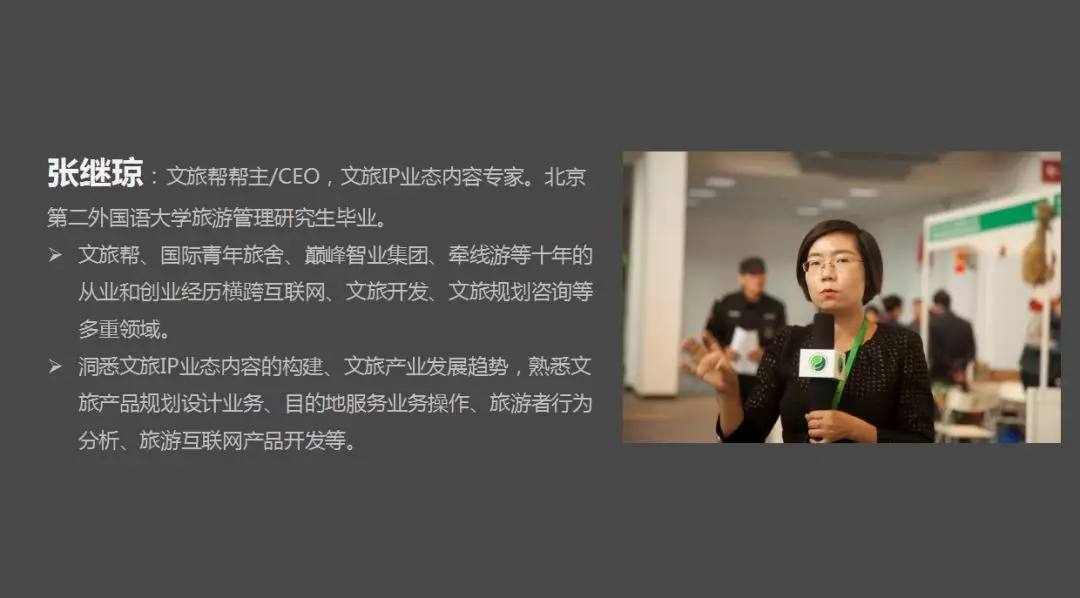 张继琼：文旅帮帮主/CEO，文旅IP业态内容专家。北京
第二外国语大学旅游管理研究生毕业。
➢ 文旅帮、国际青年旅舍、巅峰智业集团、牵线游等十年的
从业和创业经历横跨互联网、文旅开发、文旅规划咨询等
多重领域。
➢ 洞悉文旅IP业态内容的构建、文旅产业发展趋势，熟悉文
旅产品规划设计业务、目的地服务业务操作、旅游者行为
分析、旅游互联网产品开发等。